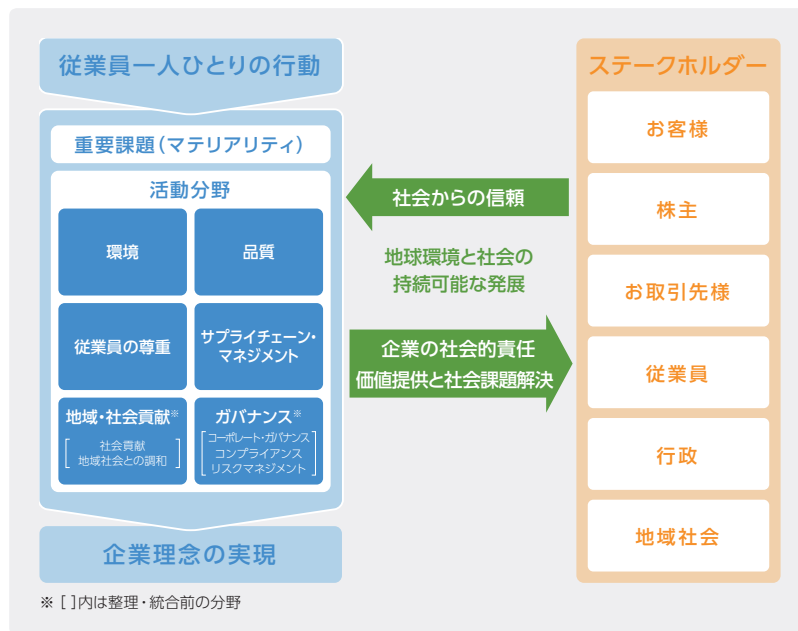 従業員一人ひとりの行動
重要課題(マテリアリティ)
活動分野
環境
品質
従業員の尊重
サプライチェーン・
マネジメント
地域・社会貢献※
[社会貢献
地域社会との調和]
ガバナンス※
[コーポレート・ガバナンス
コンプライアンス
リスクマネジメント]
企業理念の実現
※ [ ]内は整理・統合前の分野
社会からの信頼
地球環境と社会の
持続可能な発展
企業の社会的責任
価値提供と社会課題解決
ステークホルダー
お客様
株主
お取引先様
従業員
行政
地域社会